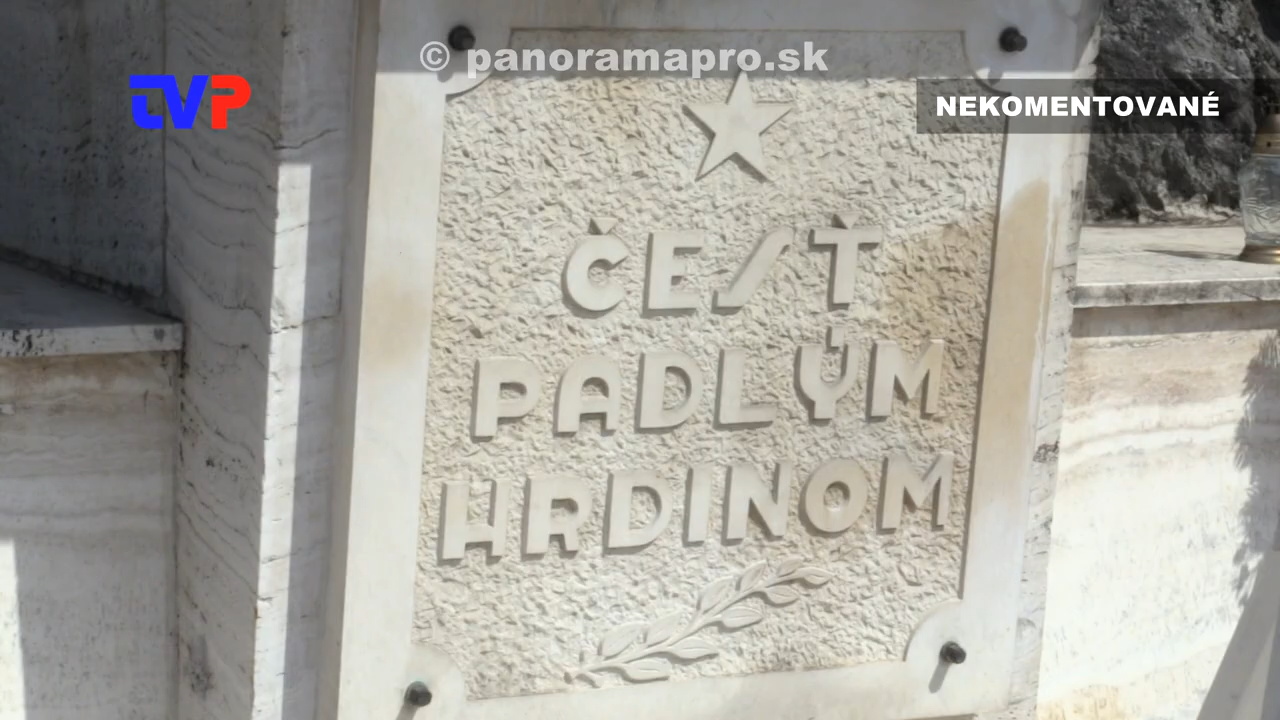 © panoramapro.sk
TVP
NEKOMENTOVANÉ
ČESŤ
PADLÝM
HRDINOM